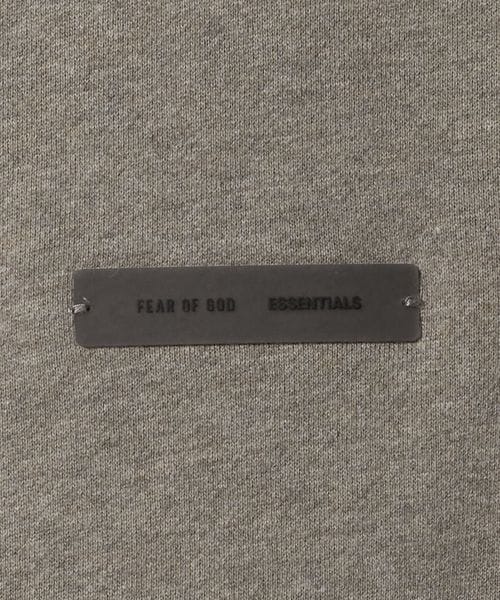 FEAR OF GOD ESSENTIALS